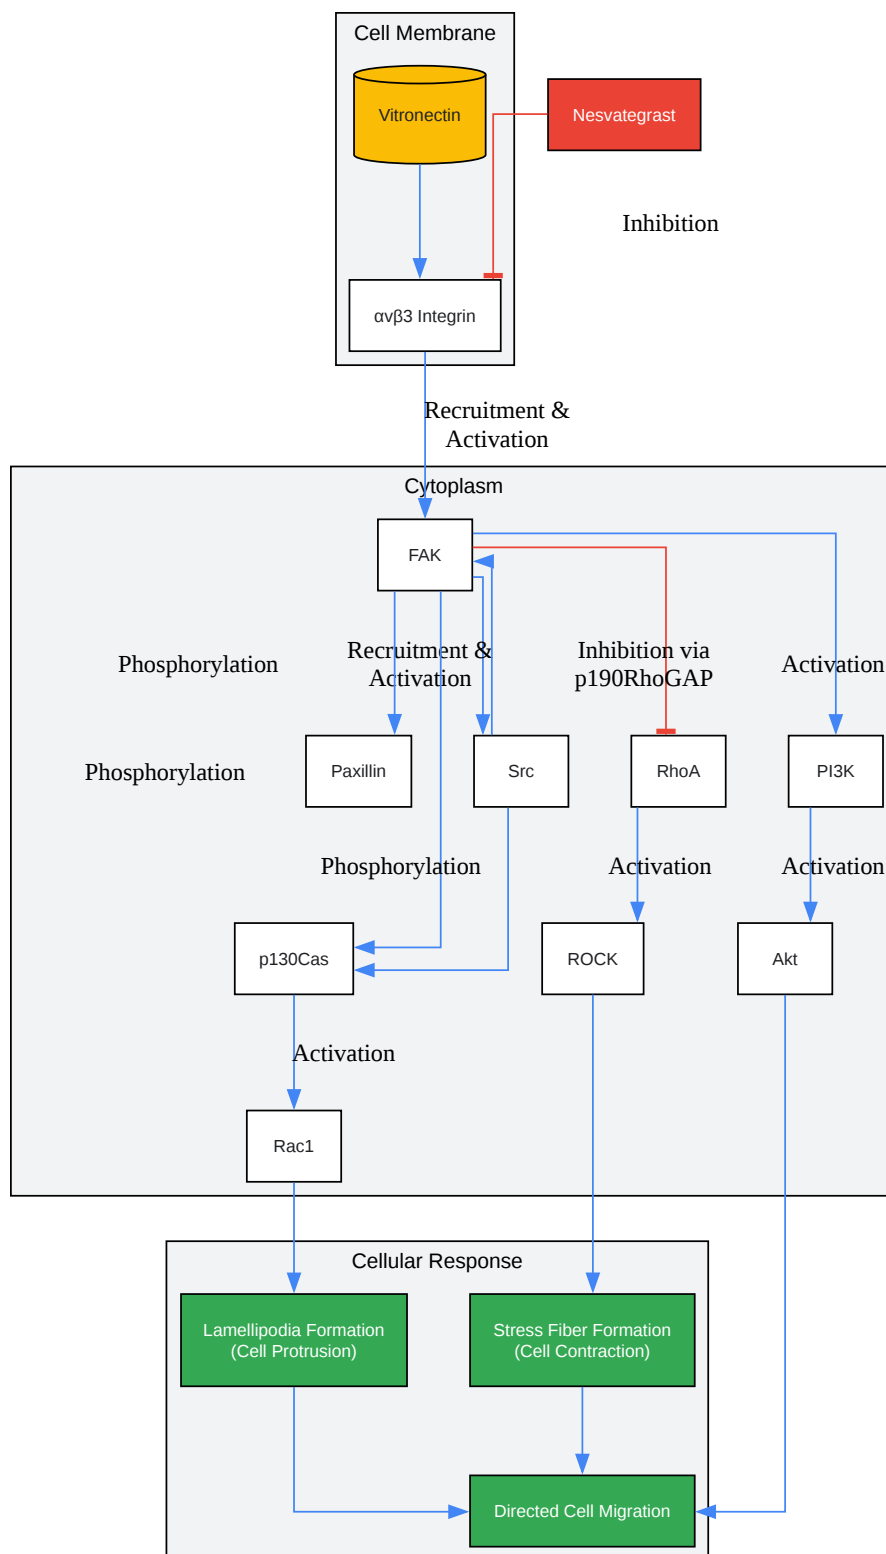 Cell Membrane
Vitronectin
Nesvategrast
Inhibition
αvβ3 Integrin
Recruitment &
Activation
Cytoplasm
FAK
Phosphorylation
Recruitment &
Activation
Inhibition via
p190RhoGAP
Activation
Phosphorylation
Paxillin
Src
RhoA
PI3K
Phosphorylation
Activation
Activation
p130Cas
ROCK
Akt
Activation
Rac1
Cellular Response
Lamellipodia Formation
(Cell Protrusion)
Stress Fiber Formation
(Cell Contraction)
Directed Cell Migration